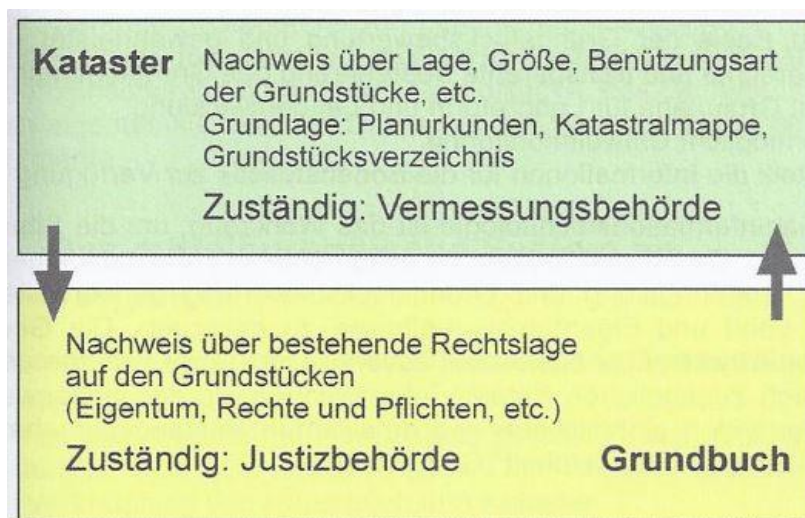 Kataster Nachweis über Lage, Größe, Benützungsart
der Grundstücke, etc.
Grundlage: Planurkunden, Katastralmappe,
Grundstücksverzeichnis
Zuständig: Vermessungsbehörde
Nachweis über bestehende Rechtslage
auf den Grundstücken
(Eigentum, Rechte und Pflichten, etc.)
Zuständig: Justizbehörde Grundbuch